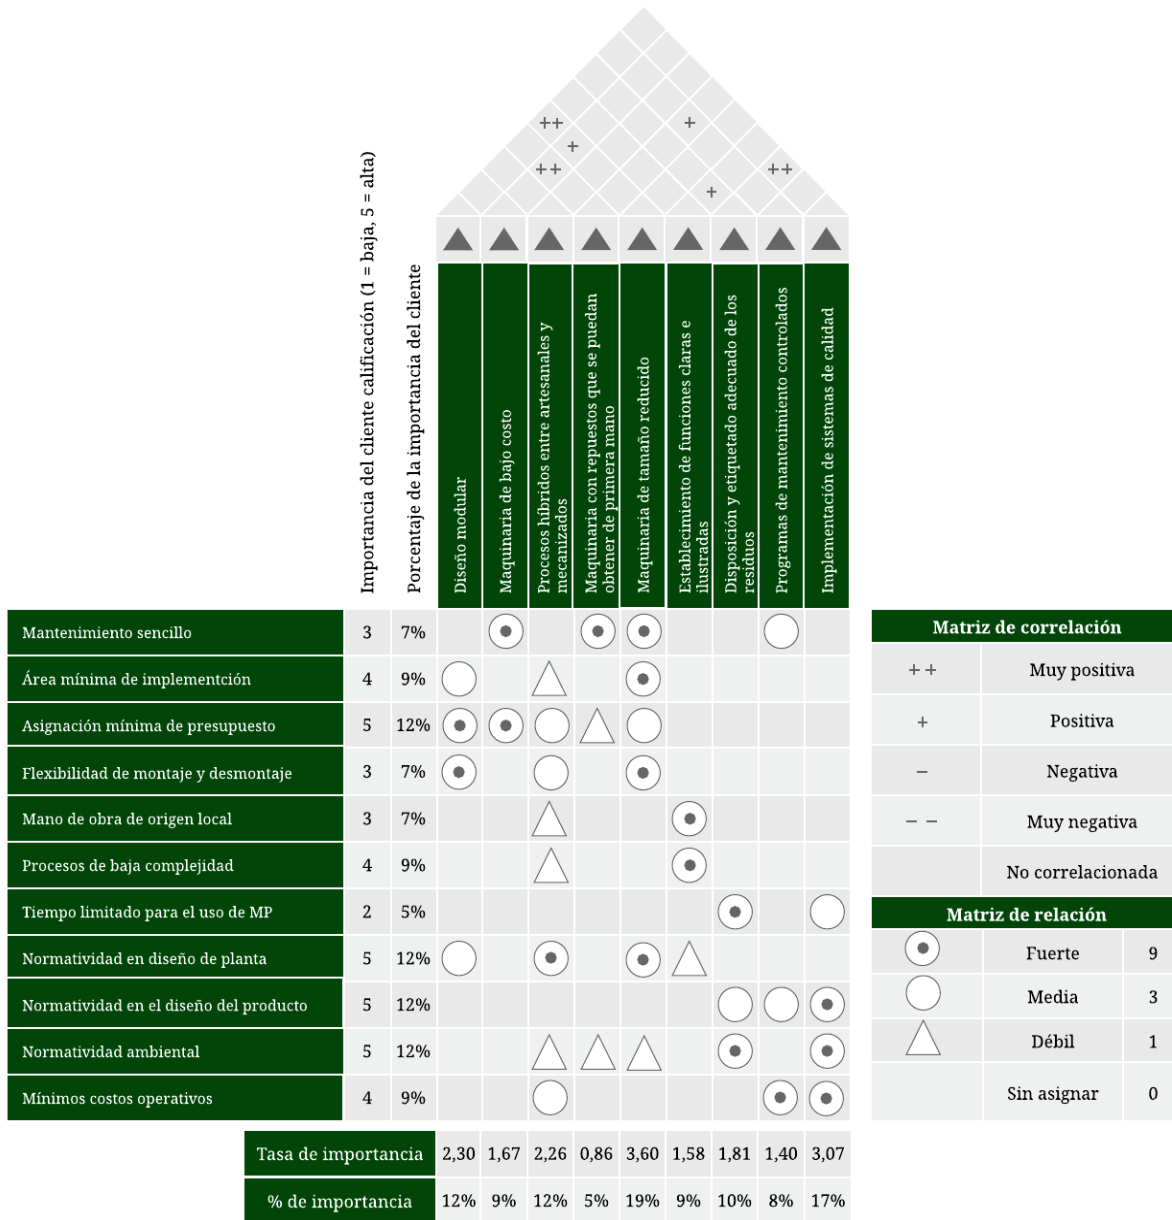 ++ +
+
++ ++
+
Importancia del cliente calificación (1 = baja, 5 = alta)
Porcentaje de la importancia del cliente
Diseño modular
Maquinaria de bajo costo
Procesos híbridos entre artesanales y
mecanizados
Maquinaria con repuestos que se puedan
obtener de primera mano
Maquinaria de tamaño reducido
Establecimiento de funciones claras e
ilustradas
Disposición y etiquetado adecuado de los
residuos
Programas de mantenimiento controlados
Implementación de sistemas de calidad
Mantenimiento sencillo 3 7%
Área mínima de implementción 4 9%
Asignación mínima de presupuesto 5 12%
Flexibilidad de montaje y desmontaje 3 7%
Mano de obra de origen local 3 7%
Procesos de baja complejidad 4 9%
Tiempo limitado para el uso de MP 2 5%
Normatividad en diseño de planta 5 12%
Normatividad en el diseño del producto 5 12%
Normatividad ambiental 5 12%
Mínimos costos operativos 4 9%
Tasa de importancia 2,30 1,67 2,26 0,86 3,60 1,58 1,81 1,40 3,07
% de importancia 12% 9% 12% 5% 19% 9% 10% 8% 17%
Matriz de correlación
++ Muy positiva
+ Positiva
− Negativa
− − Muy negativa
No correlacionada
Matriz de relación
Fuerte 9
Media 3
Débil 1
Sin asignar 0